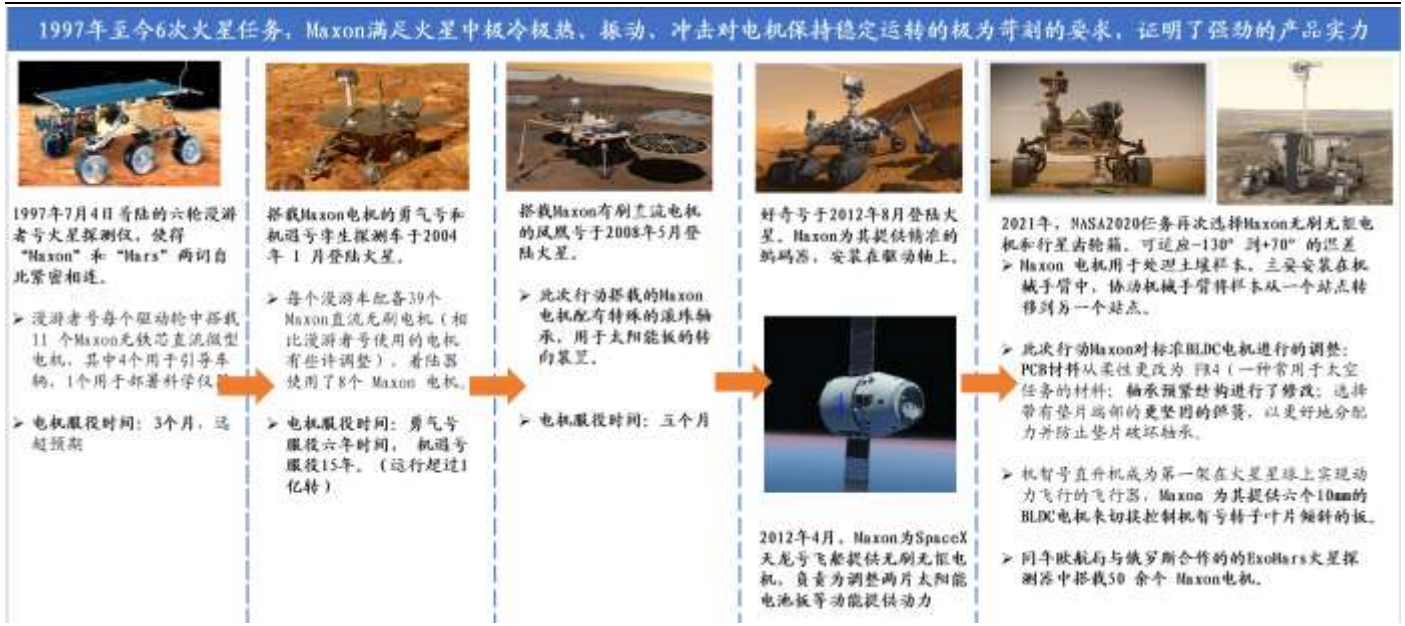 1997年至今6次火星任务：Maxon满足火星中极冷极热、振动、冲击对电机保持稳定运转的极为苛刻的要求，证明了强劲的产品实力
1997年7月4日着陆的六轮漫游
者号火星探测仪，使得
“Maxon”和“Mars”两词自
此紧密相连。
➢ 漫游者号每个驱动轮中搭载
11 个Maxon无铁芯直流微型
电机，其中4个用于引导车
辆，1个用于部署科学仪
➢ 电机服役时间：3个月，远
超预期
搭载Maxon电机的勇气号和
机遇号孪生探测车于2004
年 1 月登陆火星。
➢ 每个漫游车配备39个
Maxon直流无刷电机（相
比漫游者号使用的电机
有些许调整），着陆器
使用了8个 Maxon 电机。
➢ 电机服役时间：勇气号
服役六年时间， 机遇号
服役15年。（运行超过1
亿转）
搭载Maxon有刷直流电机
的凤凰号于2008年5月登
陆火星。
➢ 此次行动搭载的Maxon
电机配有特殊的滚珠轴
承，用于太阳能板的转
向装置。
➢ 电机服役时间：五个月
好奇号于2012年8月登陆火
星。Maxon为其提供精准的
编码器，安装在驱动轴上。
2012年4月，Maxon为SpaceX
天龙号飞船提供无刷无框电
机，负责为调整两片太阳能
电池板等功能提供动力
2021年，NASA2020任务再次选择Maxon无刷无框电
机和行星齿轮箱。可适应-130° 到+70° 的温差
➢ Maxon 电机用于处理土壤样本，主要安装在机
械手臂中，协动机械手臂将样本从一个站点转
移到另一个站点。
➢ 此次行动Maxon对标准BLDC电机进行的调整：
PCB材料从柔性更改为 FR4（一种常用于太空
任务的材料；轴承预紧结构进行了修改；选择
带有垫片端部的更坚固的弹簧，以更好地分配
力并防止垫片破坏轴承。
➢ 机智号直升机成为第一架在火星星球上实现动
力飞行的飞行器，Maxon 为其提供六个10mm的
BLDC电机来切换控制机智号转子叶片倾斜的板。
➢ 同年欧航局与俄罗斯合作的的ExoMars火星探
测器中搭载50 余个 Maxon电机。